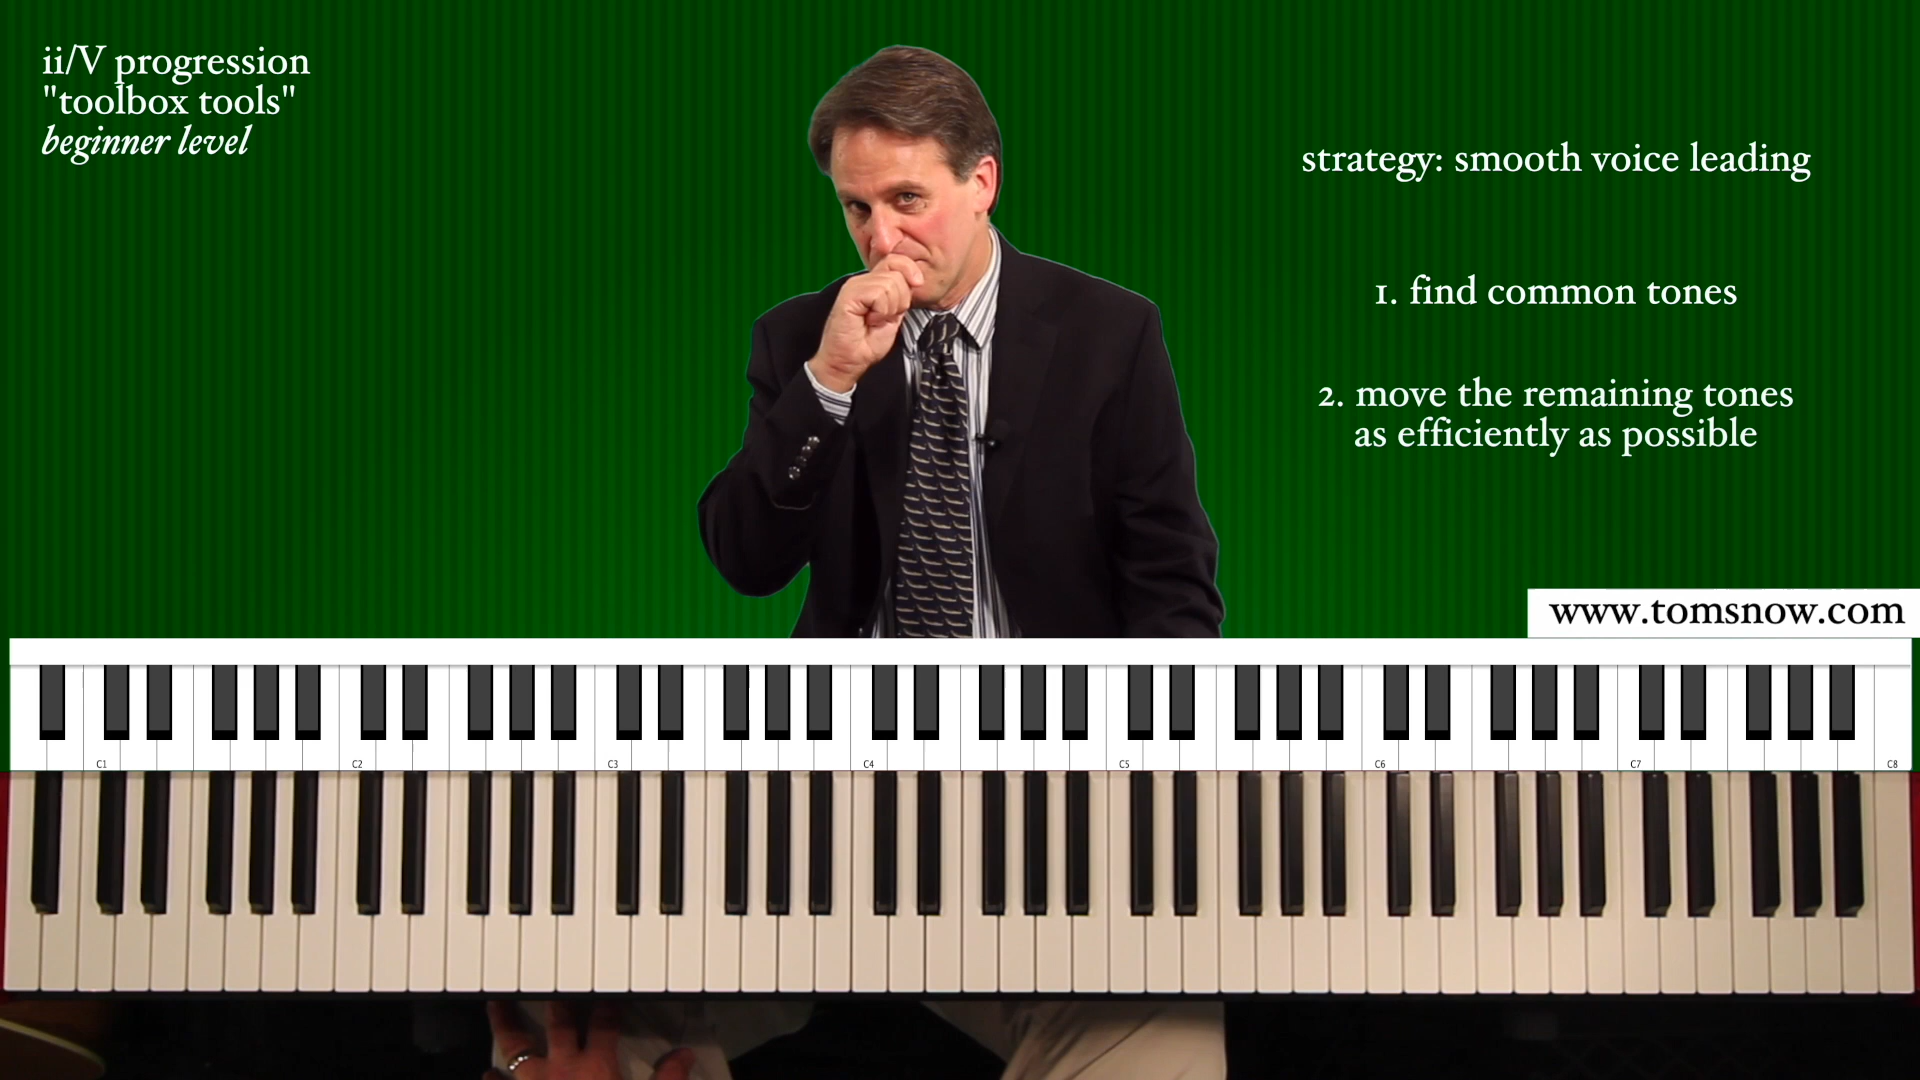 ii/V progression
"toolbox tools"
beginner level
strategy: smooth voice leading
1. find common tones
2. move the remaining tones
as efficiently as possible
www.tomsnow.com
C1
C2
C3
C4
C5
C6
C7
C8